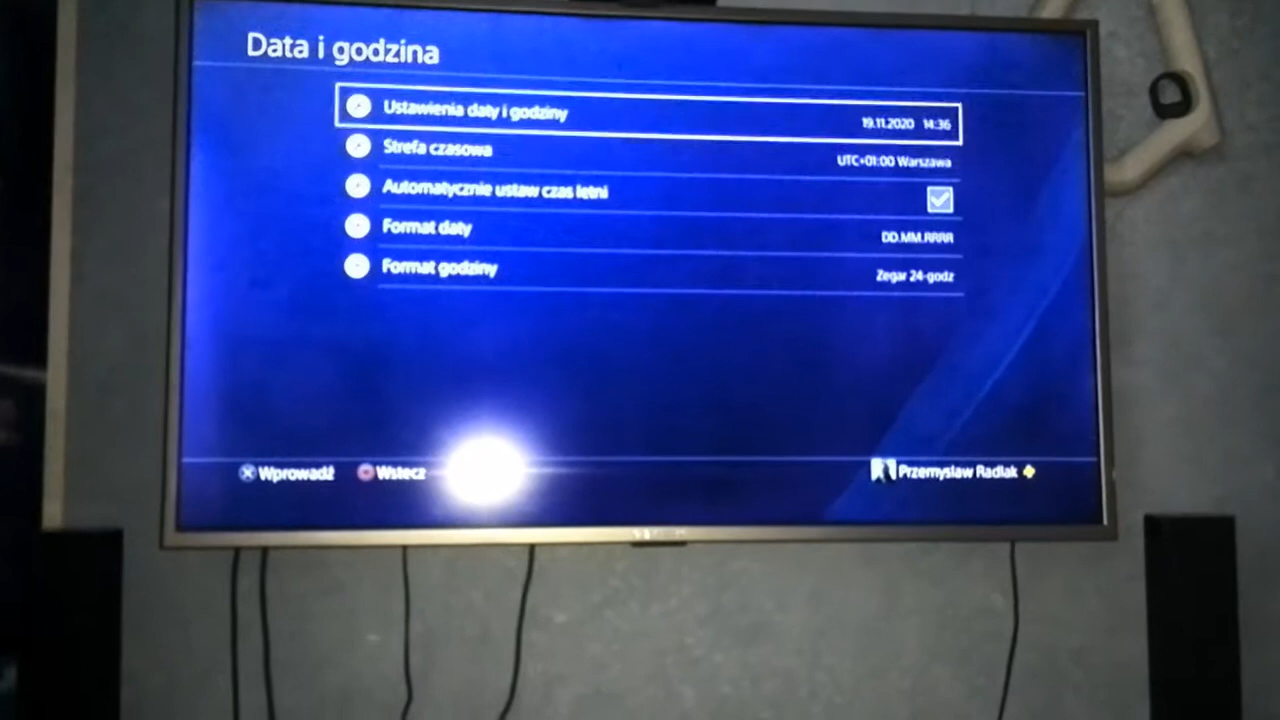 Data i godzina
Ustawienia daty i godziny 19.11.2020 14:36
Strefa czasowa UTC+01:00 Warszawa
Automatycznie ustaw czas letni
Format daty DD.MM.RRRR
Format godziny Zegar 24-godz
Wprowadź Wstecz Przemyslaw Radlak